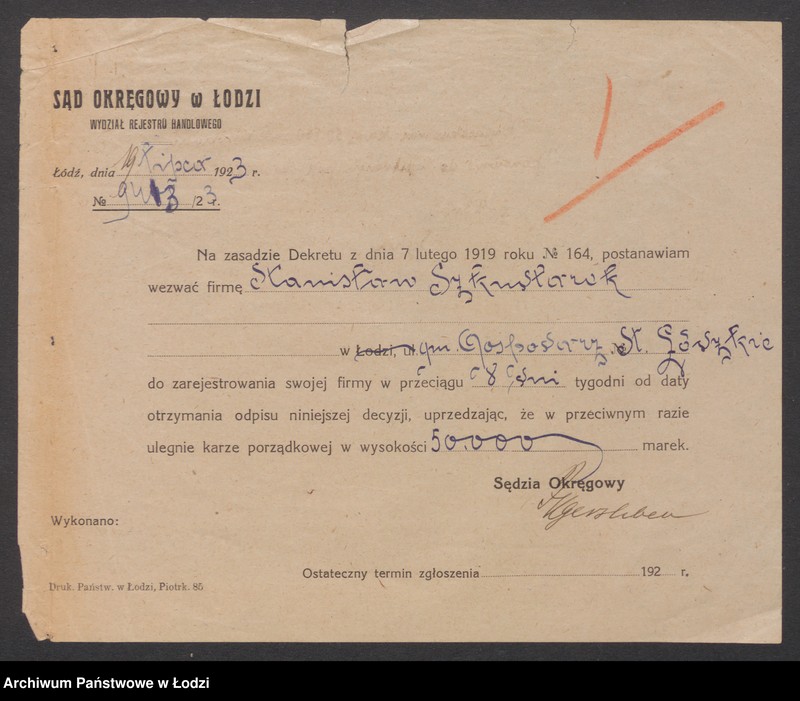 SĄD OKRĘGOWY w ŁODZI
WYDZIAŁ REJESTRU HANDLOWEGO
Łódź, dnia 19 lipca 1923 r.
№ /23 r.
Na zasadzie Dekretu z dnia 7 lutego 1919 roku № 164, postanawiam
wezwać firmę Stanisław Szkudlarek
w Łodzi, ul. gm. Gospodarz, St.
do zarejestrowania swojej firmy w przeciągu 8 dni tygodni od daty
otrzymania odpisu niniejszej decyzji, uprzedzając, że w przeciwnym razie
ulegnie karze porządkowej w wysokości 50.000 marek.
Sędzia Okręgowy
Wykonano:
Ostateczny termin zgłoszenia 192 r.
Druk. Państw. w Łodzi, Piotrk. 85
Archiwum Państwowe w Łodzi